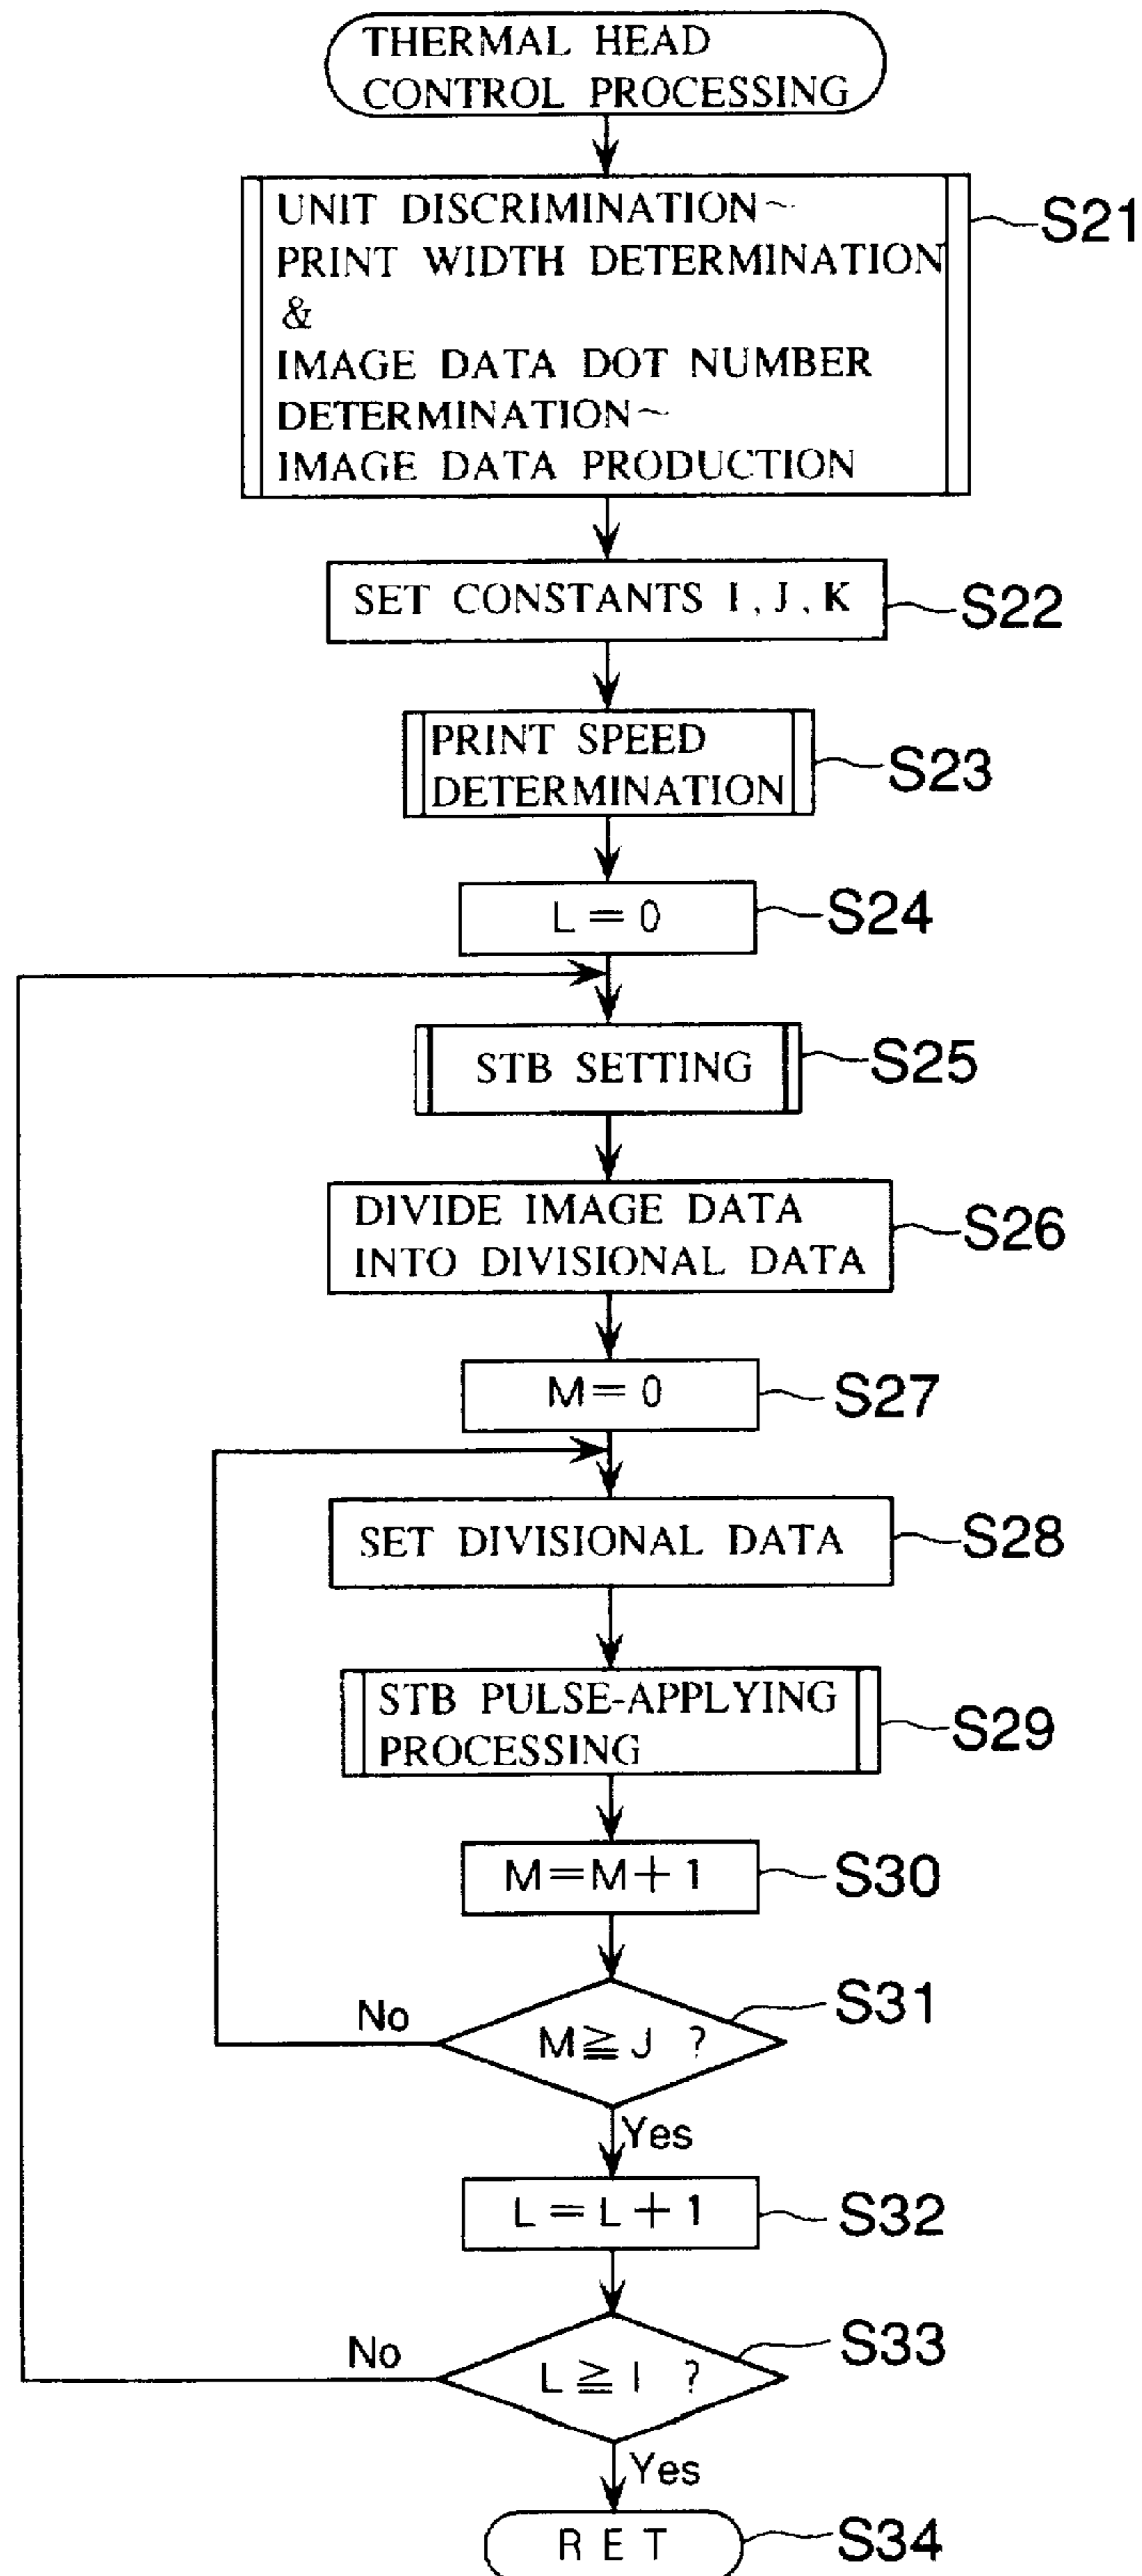 THERMAL HEAD
CONTROL PROCESSING
UNIT DISCRIMINATION~
PRINT WIDTH DETERMINATION
&
IMAGE DATA DOT NUMBER
DETERMINATION~
IMAGE DATA PRODUCTION
S21
SET CONSTANTS I, J, K
S22
PRINT SPEED
DETERMINATION
S23
L = 0
S24
STB SETTING
S25
DIVIDE IMAGE DATA
INTO DIVISIONAL DATA
S26
M = 0
S27
SET DIVISIONAL DATA
S28
STB PULSE-APPLYING
PROCESSING
S29
M = M + 1
S30
M ≧ J ?
S31
No
Yes
L = L + 1
S32
L ≧ I ?
S33
No
Yes
R E T
S34